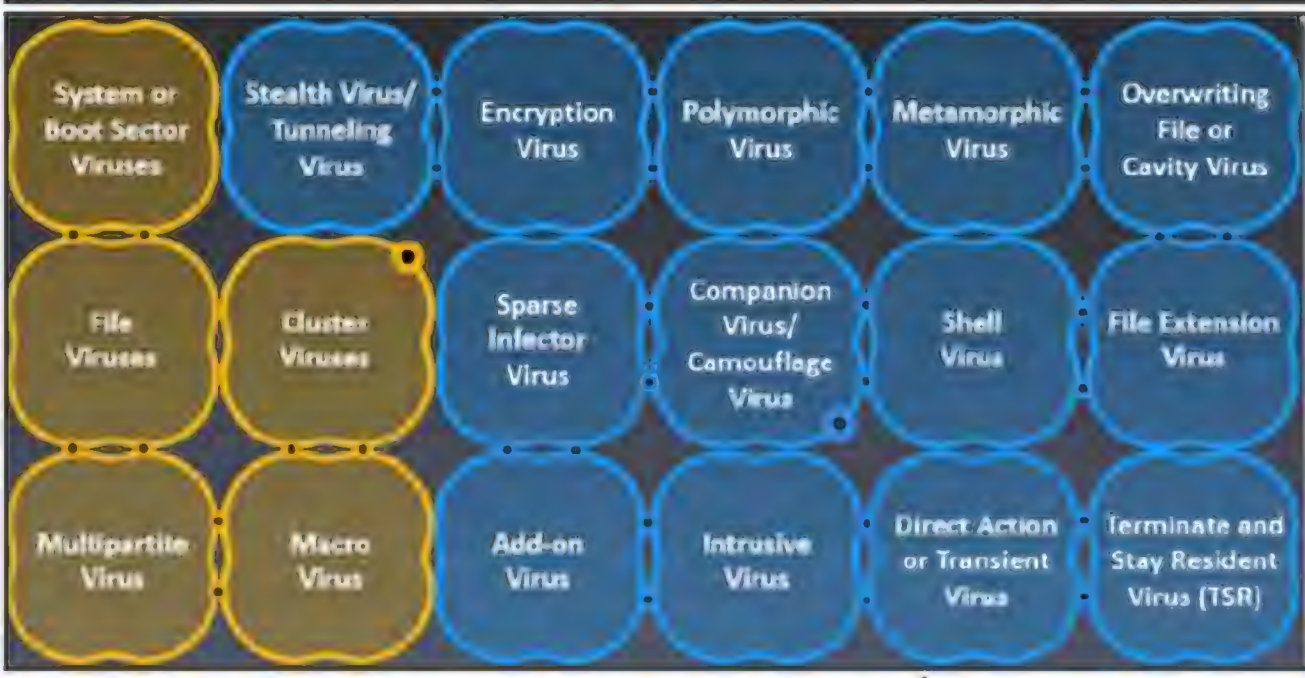 System or
Boot Sector
Viruses
Stealth Virus/
Tunneling
Virus
Encryption
Virus
Polymorphic
Virus
Metamorphic
Virus
Overwriting
File or
Cavity Virus
File
Viruses
Cluster
Viruses
Sparse
Infector
Virus
Companion
Virus/
Camouflage
Virus
Shell
Virus
File Extension
Virus
Multipartite
Virus
Macro
Virus
Add-on
Virus
Intrusive
Virus
Direct Action
or Transient
Virus
Terminate and
Stay Resident
Virus (TSR)